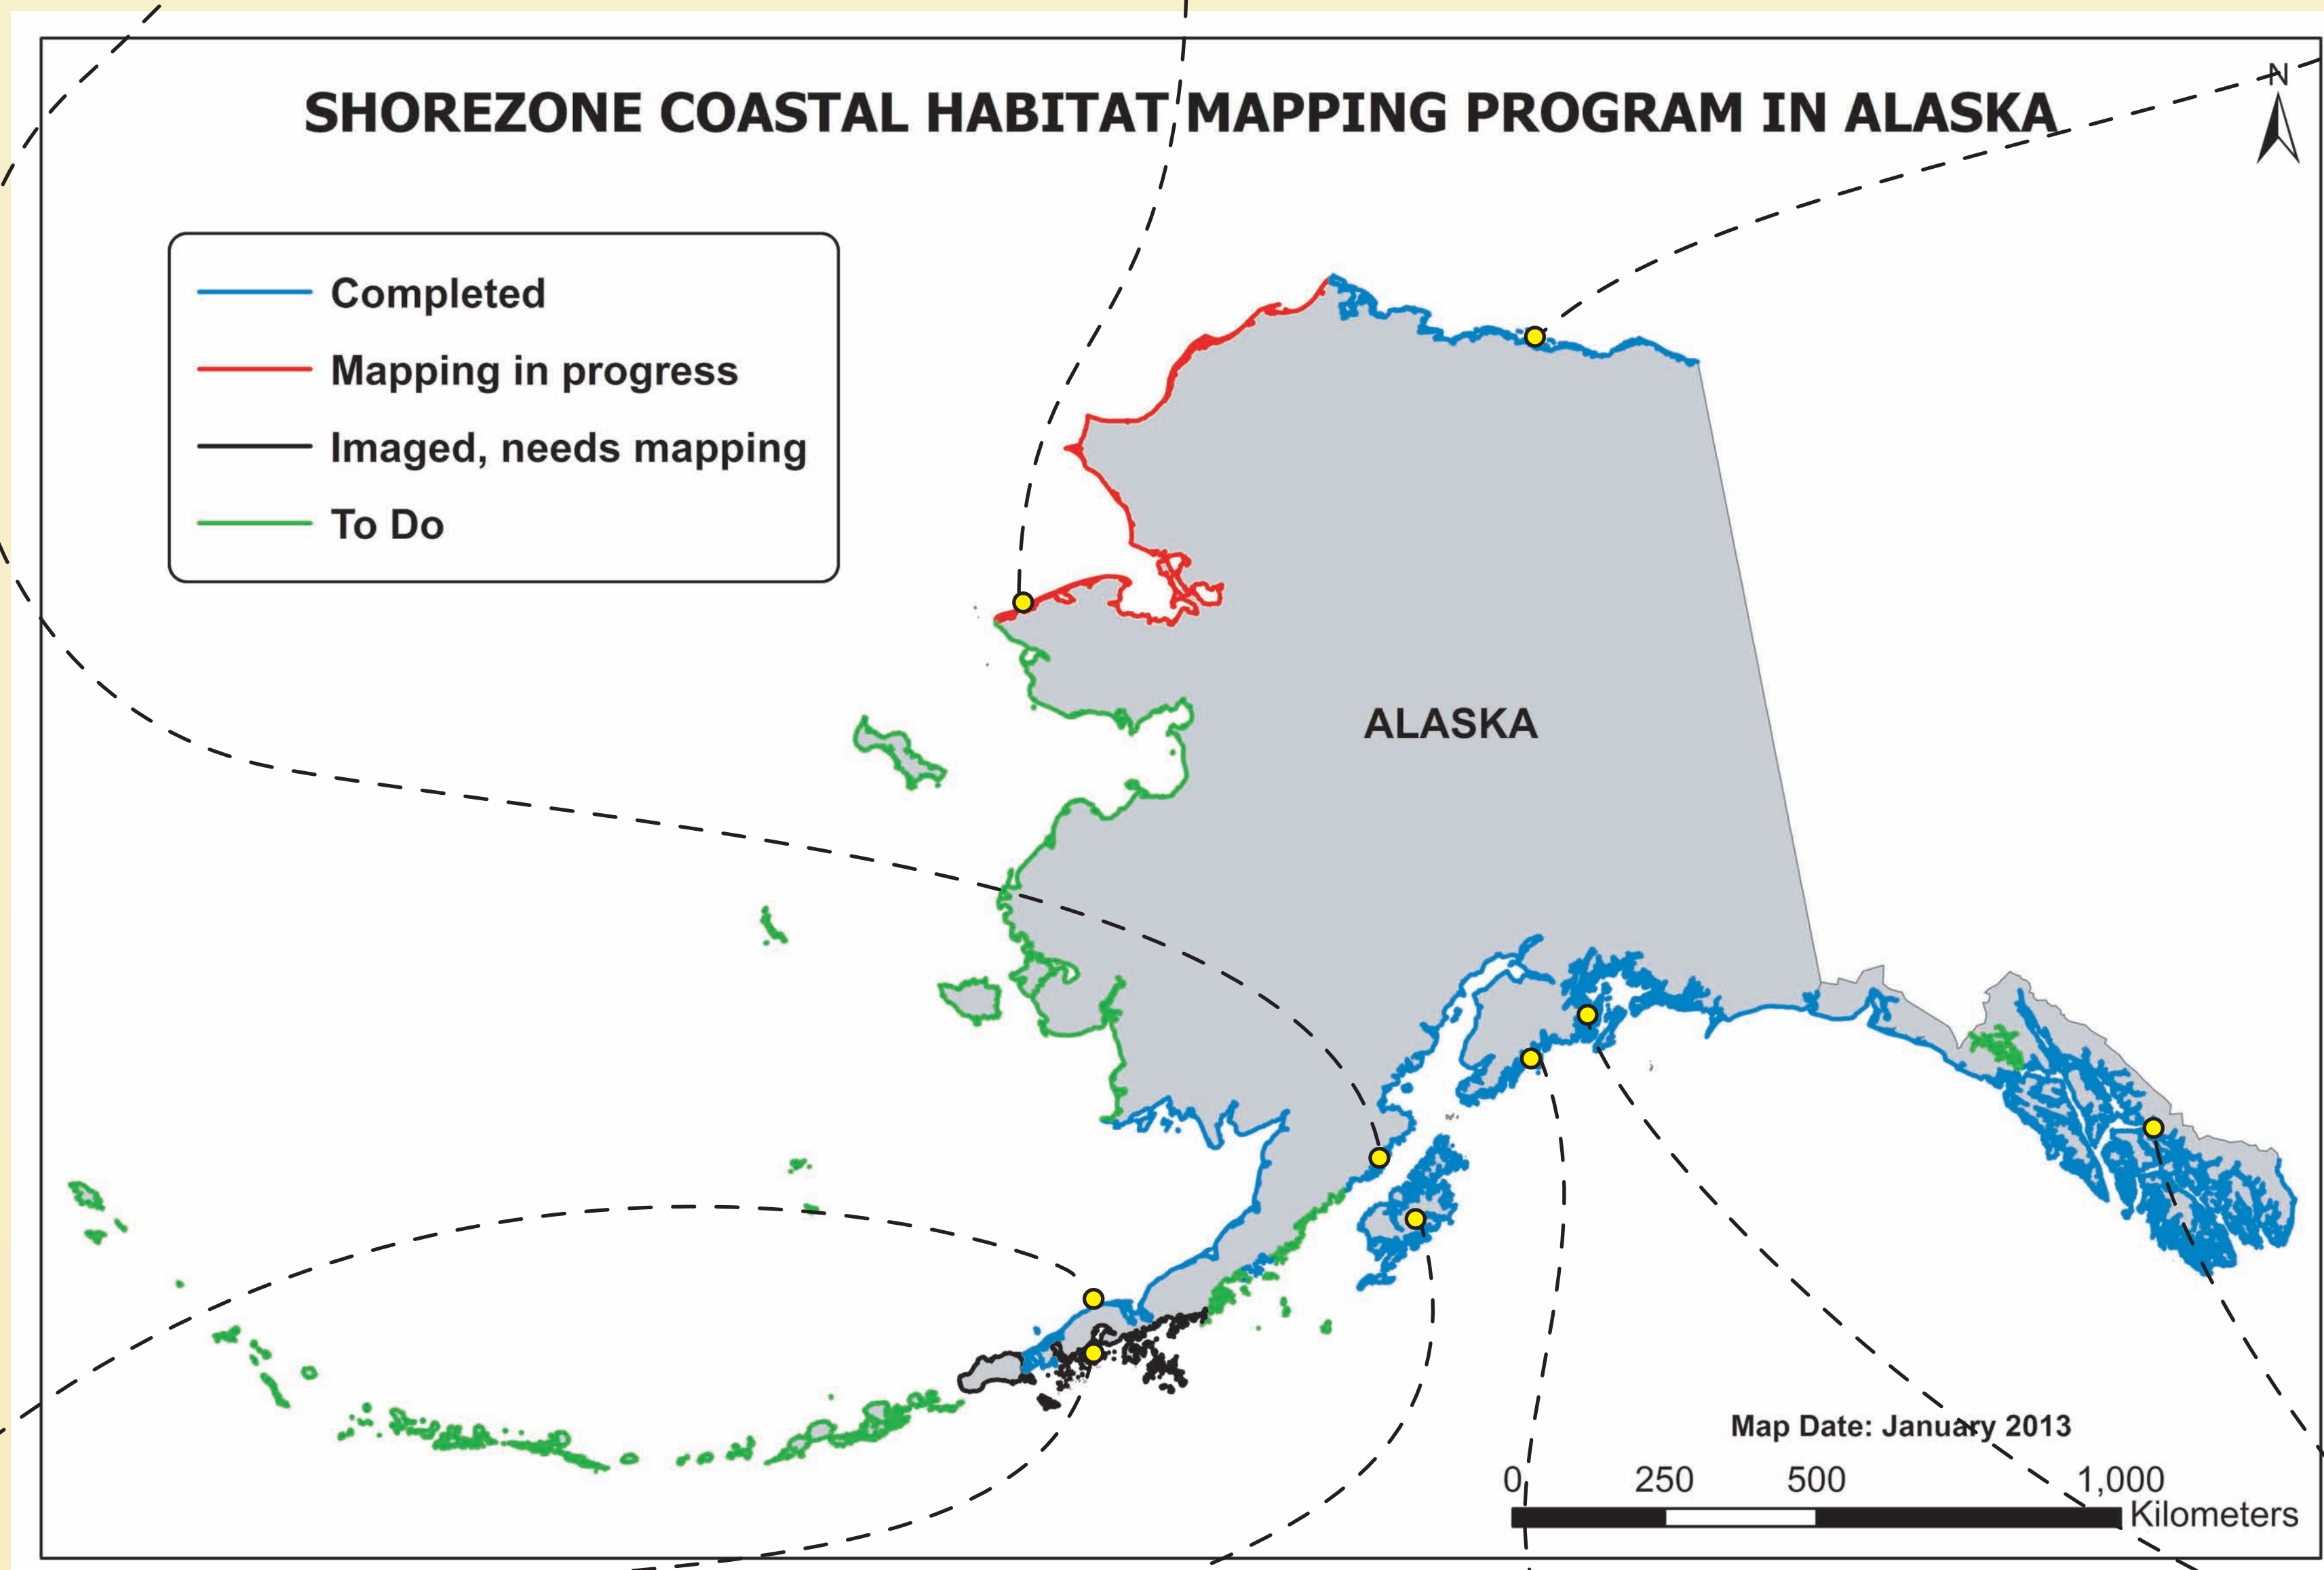 SHOREZONE COASTAL HABITAT MAPPING PROGRAM IN ALASKA
N
Completed
Mapping in progress
Imaged, needs mapping
To Do
ALASKA
Map Date: January 2013
0 250 500 1,000
Kilometers